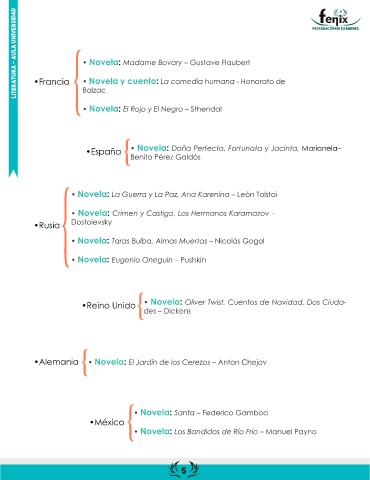 LITERATURA – AULA UNIVERSIDAD
fenix
PREPARACIÓN EN EXÁMENES
• Novela: Madame Bovary – Gustave Flaubert
•Francia
• Novela y cuento: La comedia humana - Honorato de
Balzac
• Novela: El Rojo y El Negro – Sthendal
•España
• Novela: Doña Perfecta, Fortunata y Jacinta, Marianela–
Benito Pérez Galdós
• Novela: La Guerra y La Paz, Ana Karenina – León Tolstoi
• Novela: Crimen y Castigo, Los Hermanos Karamazov -
Dostoievsky
•Rusia
• Novela: Taras Bulba, Almas Muertas – Nicolás Gogol
• Novela: Eugenio Oneguin – Pushkin
•Reino Unido
• Novela: Oliver Twist, Cuentos de Navidad, Dos Ciuda-
des – Dickens
•Alemania
• Novela: El Jardín de los Cerezos – Anton Chejov
• Novela: Santa – Federico Gamboa
•México
• Novela: Los Bandidos de Río Frío – Manuel Payno
5